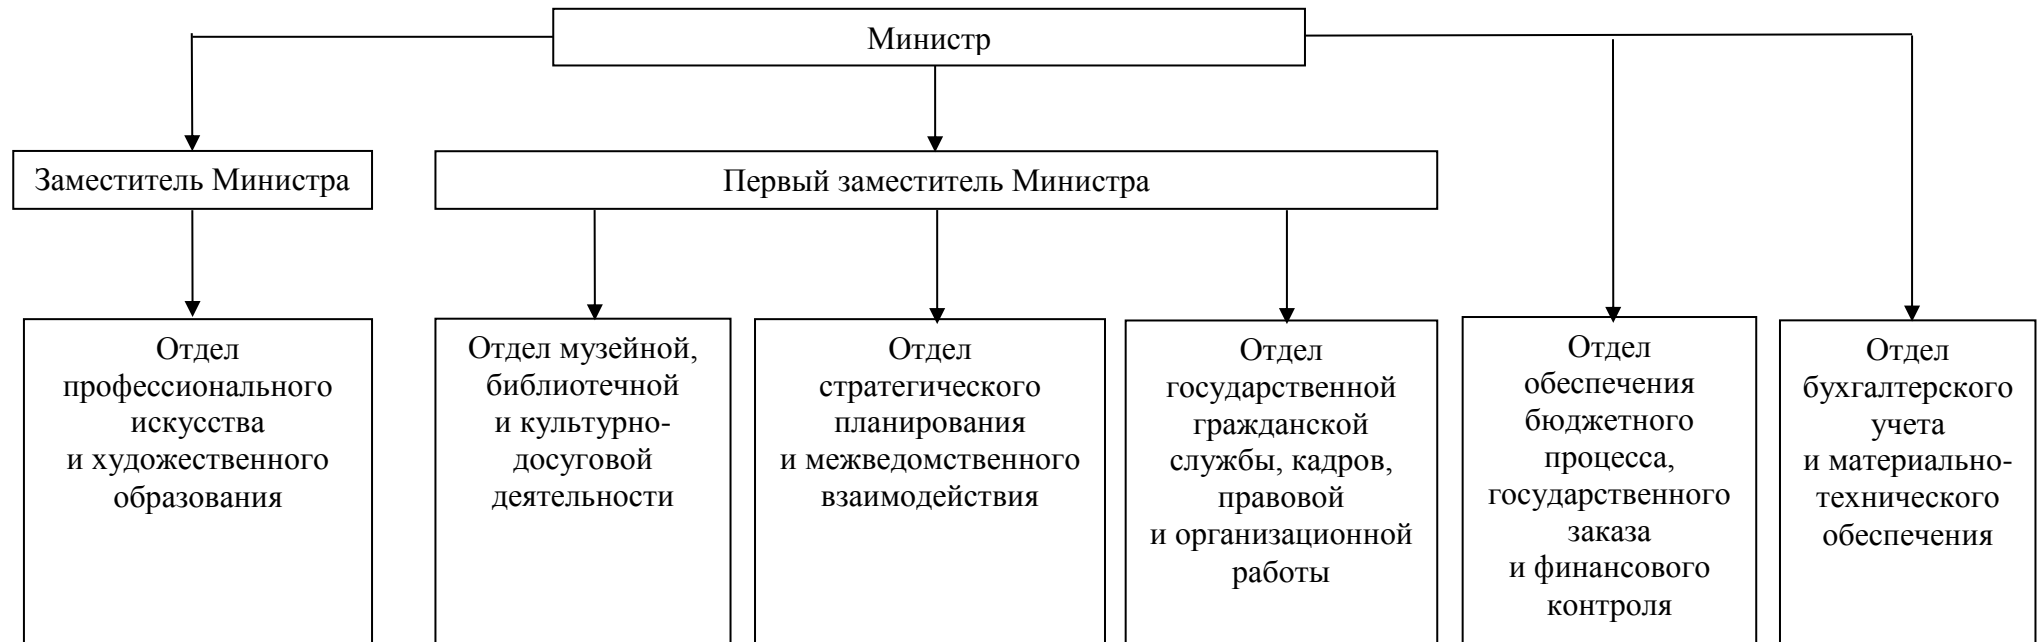 Министр
Заместитель Министра
Первый заместитель Министра
Отдел
профессионального
искусства
и художественного
образования
Отдел музейной,
библиотечной
и культурно-
досуговой
деятельности
Отдел
стратегического
планирования
и межведомственного
взаимодействия
Отдел
государственной
гражданской
службы, кадров,
правовой
и организационной
работы
Отдел
обеспечения
бюджетного
процесса,
государственного
заказа
и финансового
контроля
Отдел
бухгалтерского
учета
и материально-
технического
обеспечения